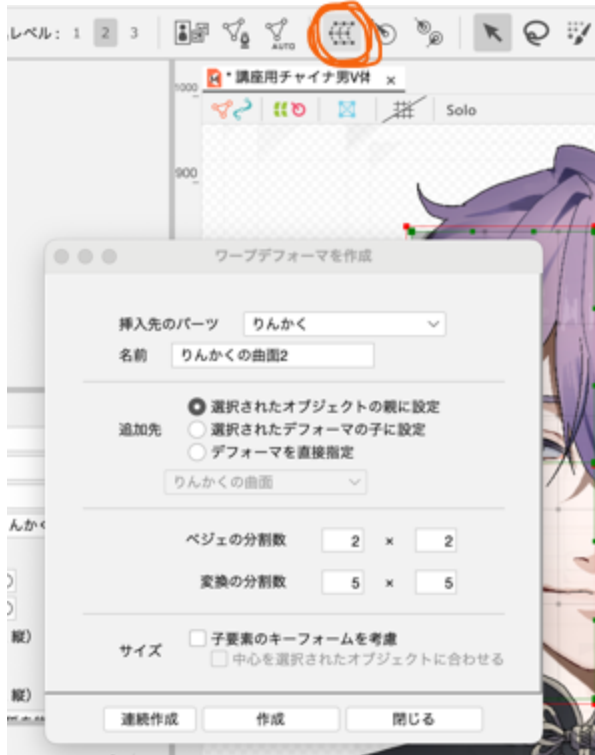 レベル： 1 2 3
AUTO
* 講座用チャイナ男V体 ×
1000
Solo
900
ワープデフォーマを作成
挿入先のパーツ りんかく
名前 りんかくの曲面2
選択されたオブジェクトの親に設定
追加先 選択されたデフォーマの子に設定
デフォーマを直接指定
りんかくの曲面
んかく
ベジェの分割数 2 × 2
変換の分割数 5 × 5
縦）
子要素のキーフォームを考慮
サイズ
中心を選択されたオブジェクトに合わせる
縦）
連続作成 作成 閉じる